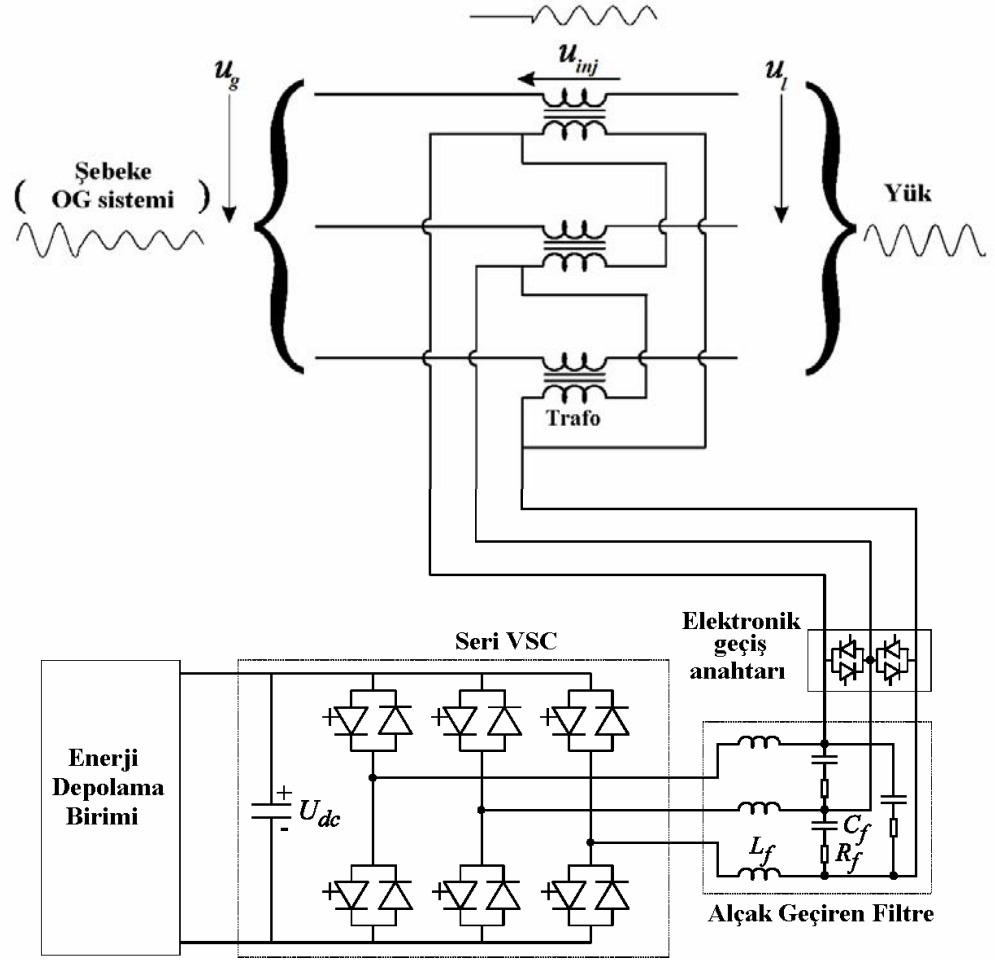 u_g
u_inj
u_l
( Şebeke
OG sistemi )
Yük
Trafo
Elektronik
geçiş
anahtarı
Seri VSC
Enerji
Depolama
Birimi
+
-
U_dc
+
+
+
+
+
+
L_f
C_f
R_f
Alçak Geçiren Filtre